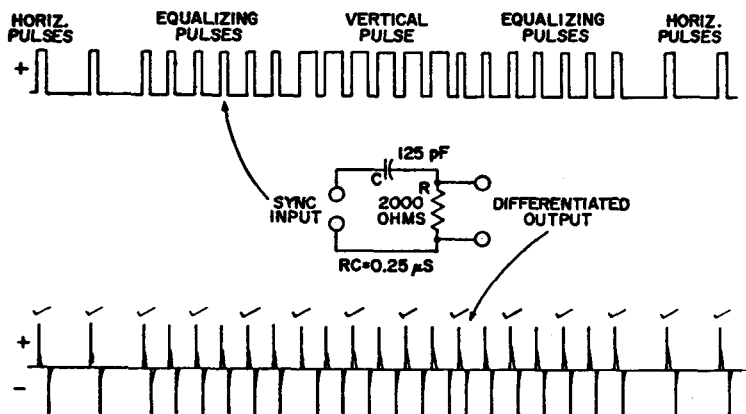 HORIZ.
PULSES
EQUALIZING
PULSES
VERTICAL
PULSE
EQUALIZING
PULSES
HORIZ.
PULSES
+
125 pF
C
R
SYNC
INPUT
2000
OHMS
DIFFERENTIATED
OUTPUT
RC=0.25 µS
+
−